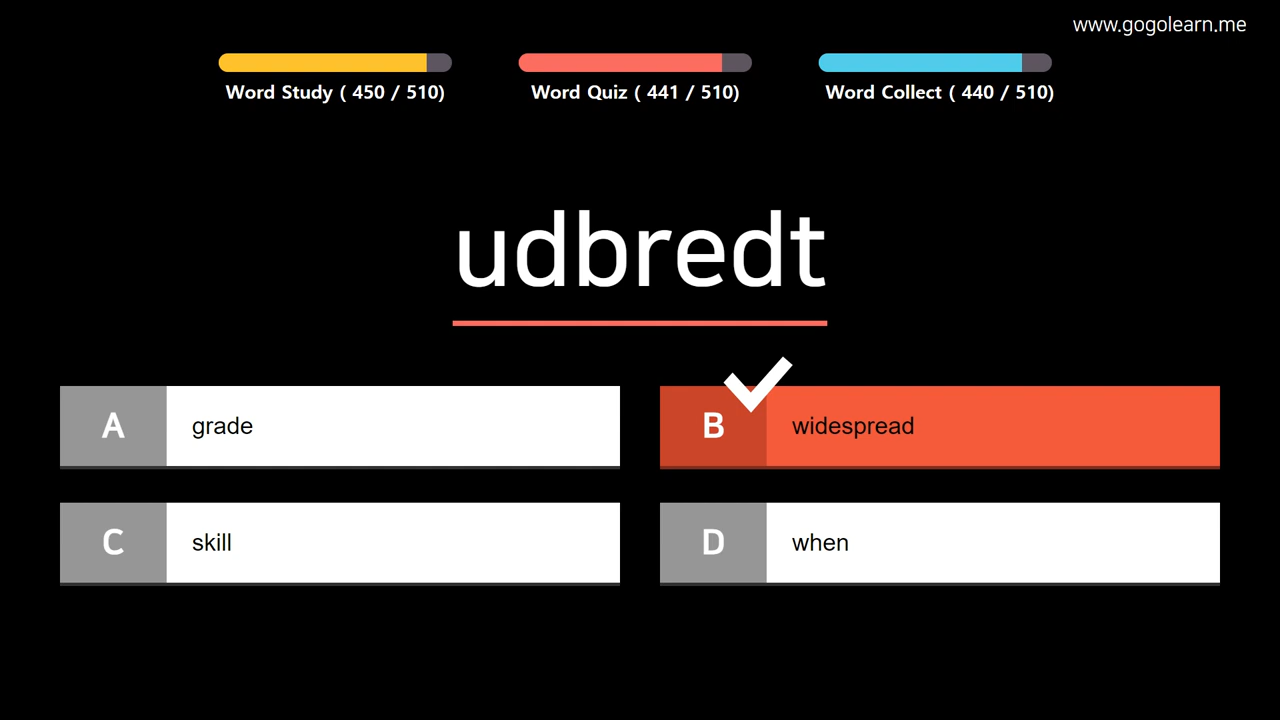 www.gogolearn.me
Word Study ( 450 / 510)
Word Quiz ( 441 / 510)
Word Collect ( 440 / 510)
udbredt
A grade
B widespread
C skill
D when